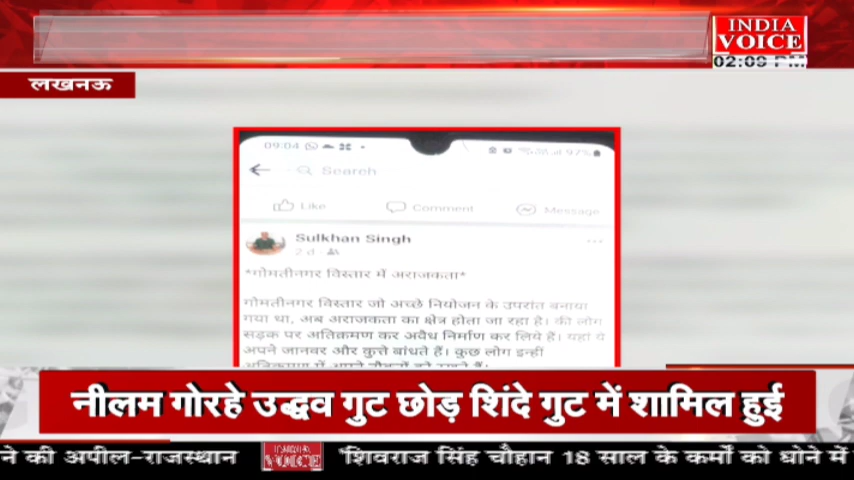 INDIA
VOICE
02:09 PM
लखनऊ
09:04
97%
Search
Like Comment Message
Sulkhan Singh
2 d
*गोमतीनगर विस्तार में अराजकता*
गोमतीनगर विस्तार जो अच्छे नियोजन के उपरांत बनाया
गया था, अब अराजकता का क्षेत्र होता जा रहा है। की लोग
सड़क पर अतिक्रमण कर अवैध निर्माण कर लिये हैं। यहां ये
अपने जानवर और कुत्ते बांधते हैं। कुछ लोग इन्हीं
नीलम गोरहे उद्धव गुट छोड़ शिंदे गुट में शामिल हुई
ने की अपील-राजस्थान 'शिवराज सिंह चौहान 18 साल के कर्मों को धोने में